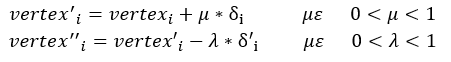 vertex′ᵢ = vertexᵢ + μ * δᵢ με 0 < μ < 1
vertex′′ᵢ = vertex′ᵢ − λ * δ′ᵢ με 0 < λ < 1